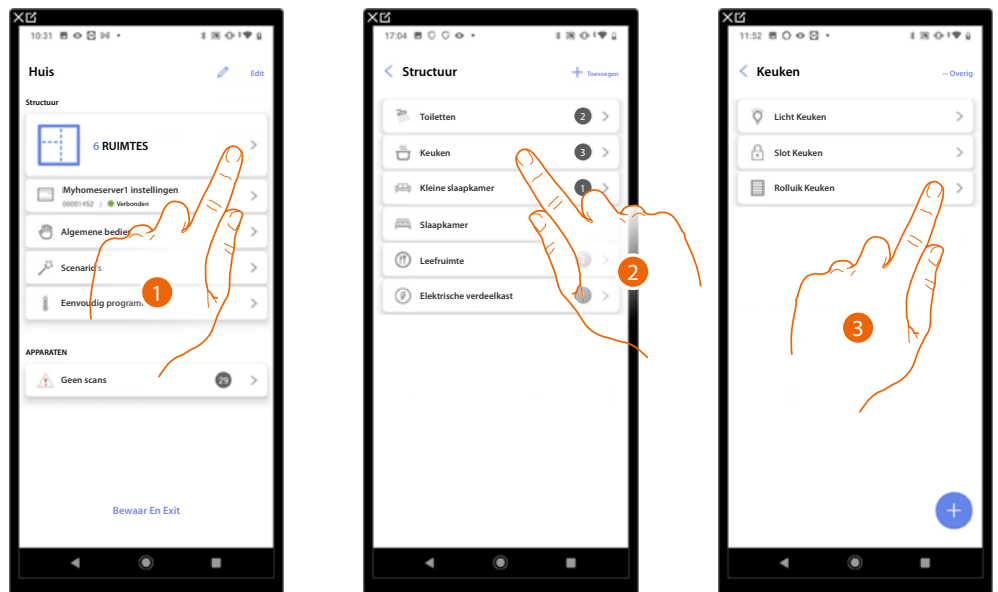 10:31
Huis
Edit
Structuur
6 RUIMTES
Myhomeserver1 instellingen
00001452 | Verbonden
Algemene bedier
Scenario's
Eenvoudig program
1
APPARATEN
Geen scans 29
Bewaar En Exit
17:04
Structuur
Toevoegen
Toiletten 2
Keuken 3
Kleine slaapkamer 1
Slaapkamer
Leefruimte
Elektrische verdeelkast
2
11:52
Keuken
-- Overig
Licht Keuken
Slot Keuken
Rolluik Keuken
3